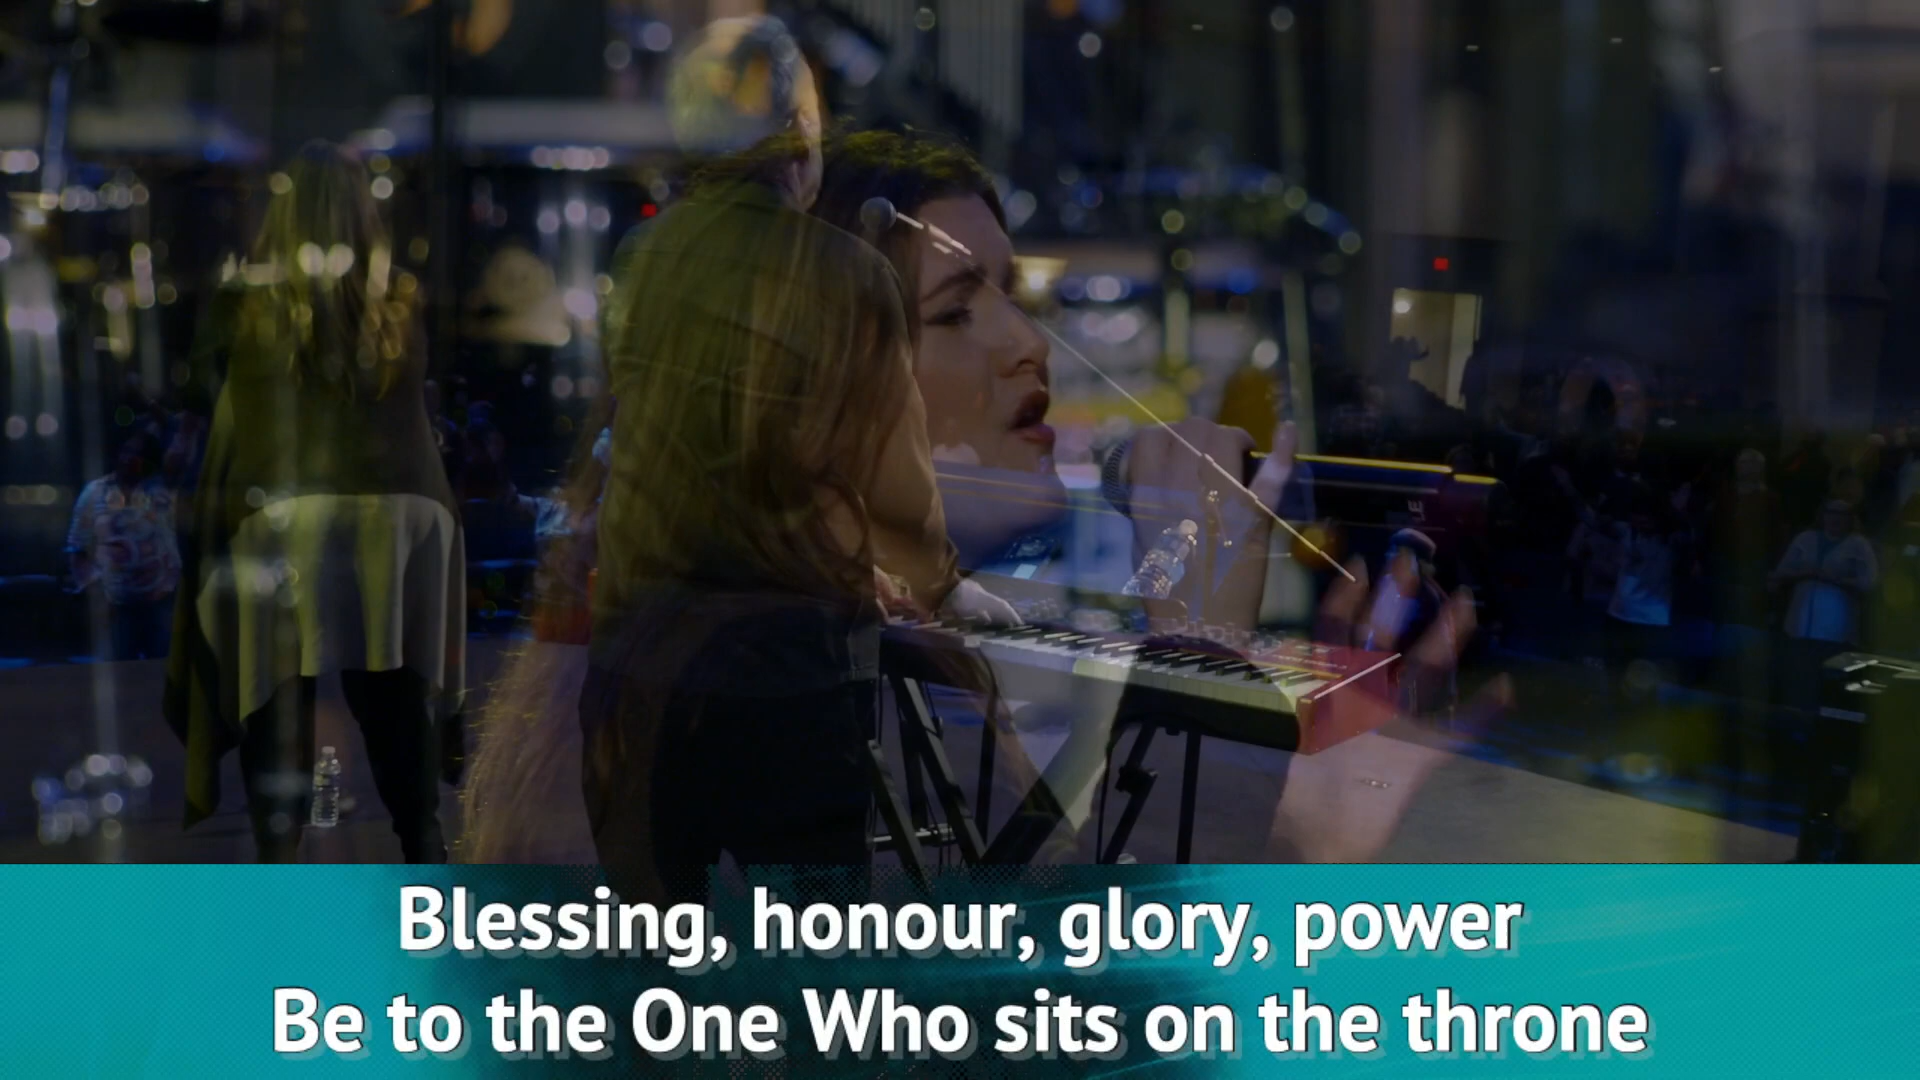 Blessing, honour, glory, power
Be to the One Who sits on the throne